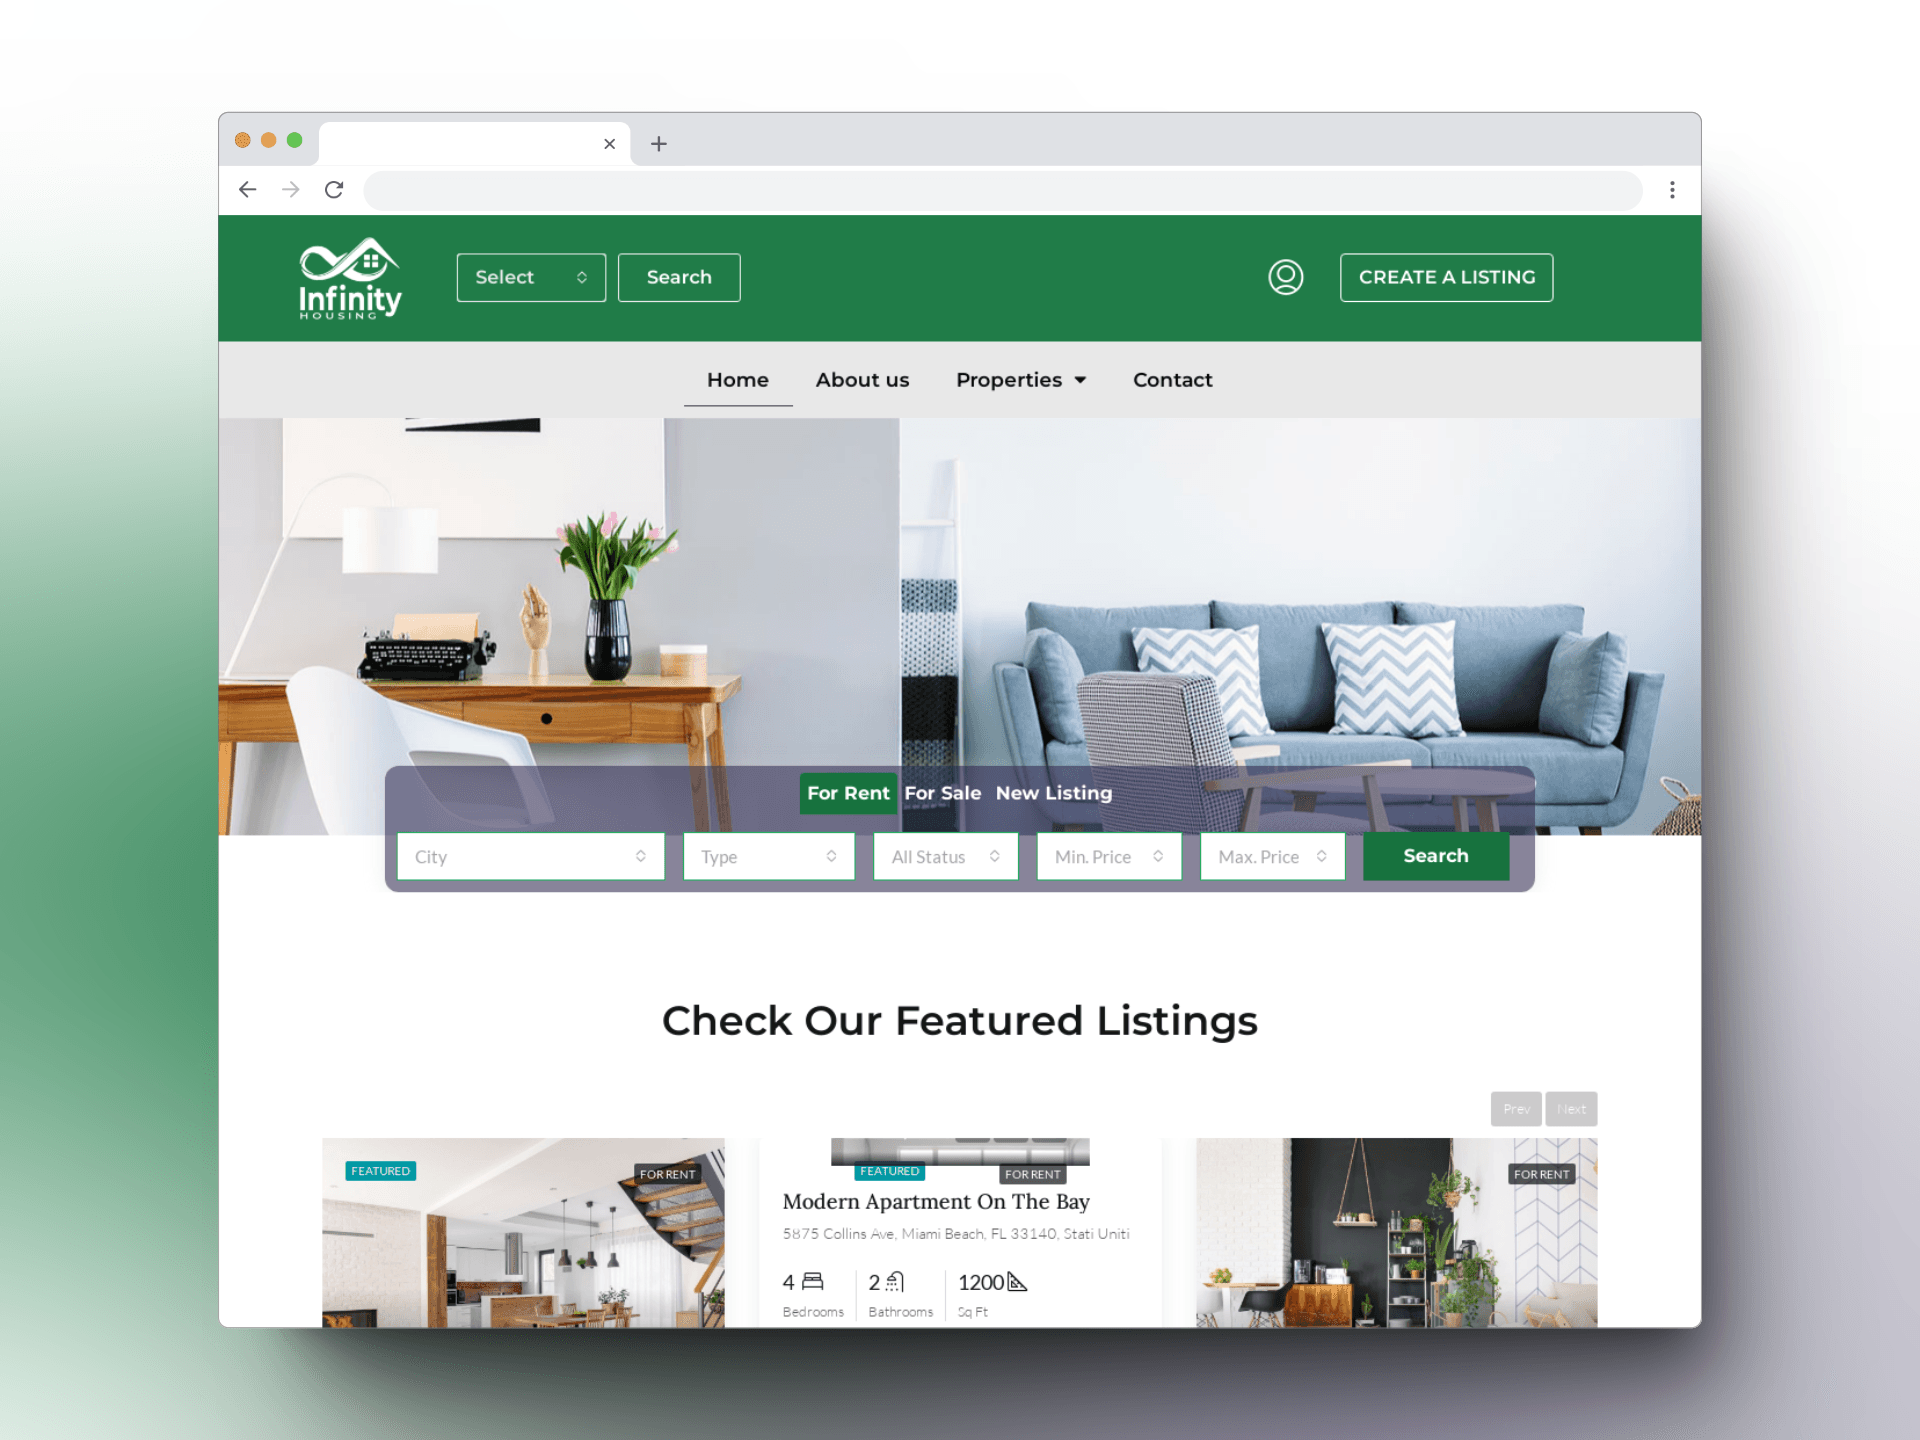 Infinity
HOUSING
Select
Search
CREATE A LISTING
Home
About us
Properties
Contact
For Rent
For Sale
New Listing
City
Type
All Status
Min. Price
Max. Price
Search
Check Our Featured Listings
Prev
Next
FEATURED
FOR RENT
FEATURED
FOR RENT
Modern Apartment On The Bay
5875 Collins Ave, Miami Beach, FL 33140, Stati Uniti
4
2
1200
Bedrooms
Bathrooms
Sq Ft
FOR RENT